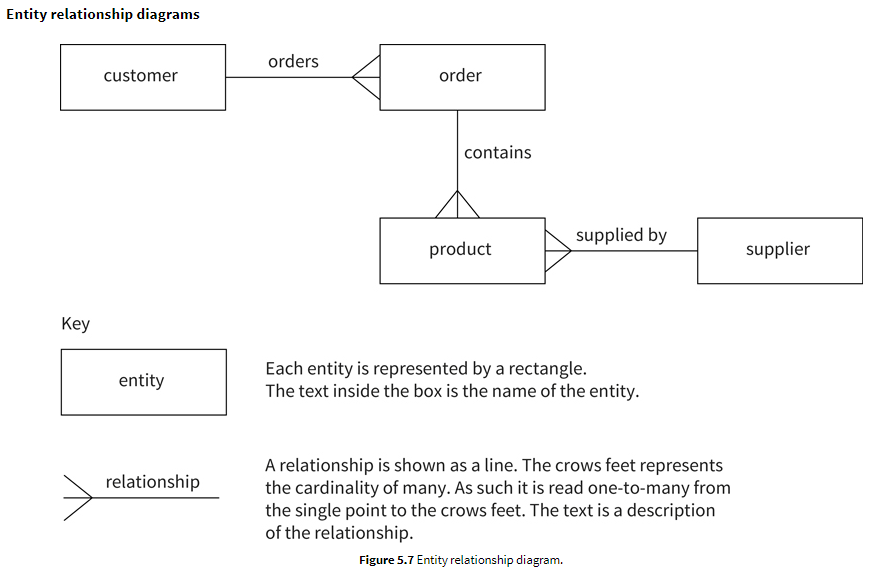 Entity relationship diagrams
customer
orders
order
contains
product
supplied by
supplier
Key
entity
Each entity is represented by a rectangle.
The text inside the box is the name of the entity.
relationship
A relationship is shown as a line. The crows feet represents
the cardinality of many. As such it is read one-to-many from
the single point to the crows feet. The text is a description
of the relationship.
Figure 5.7 Entity relationship diagram.